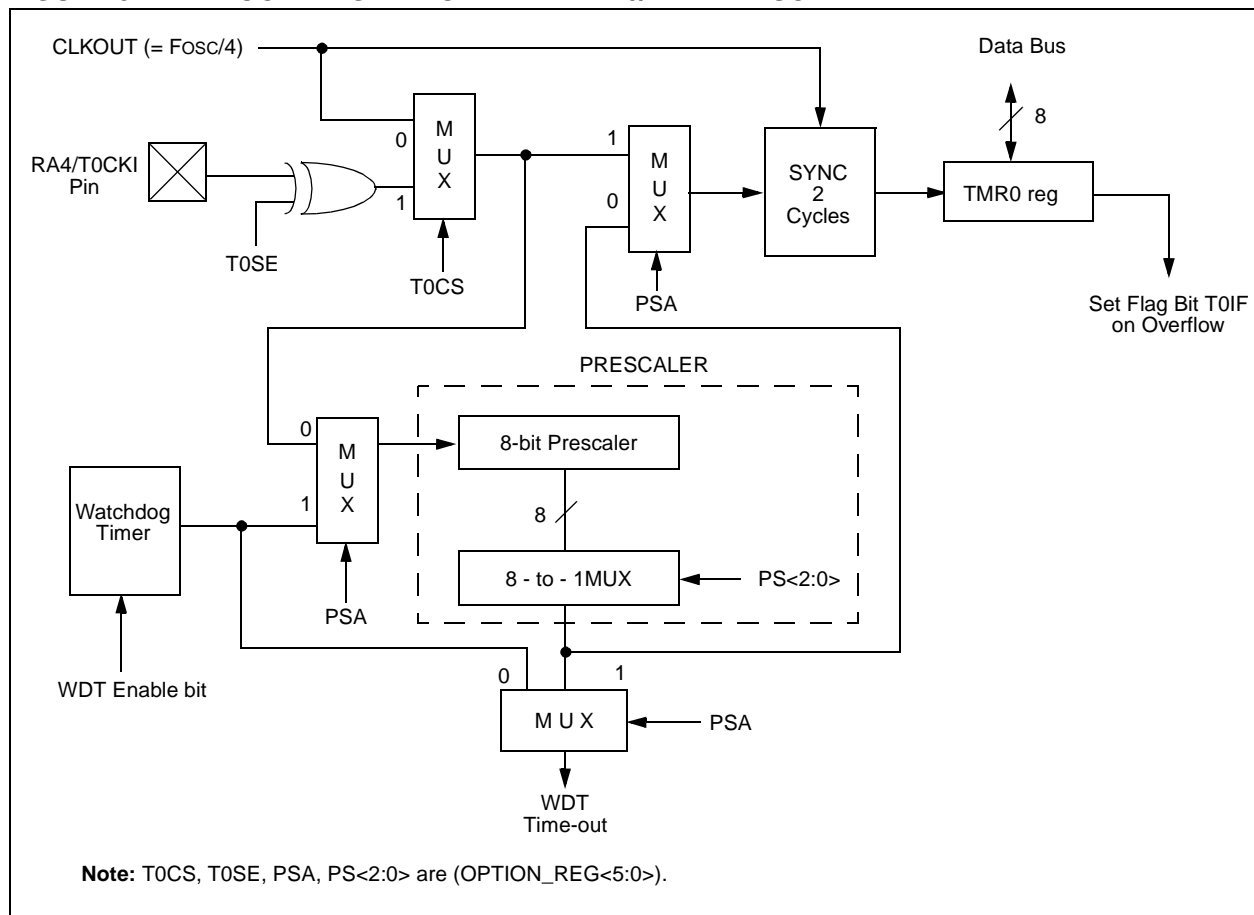 CLKOUT (= FOSC/4)
Data Bus
8
M
U
X
0
1
RA4/T0CKI
Pin
T0SE
T0CS
1
0
M
U
X
PSA
SYNC
2
Cycles
TMR0 reg
Set Flag Bit T0IF
on Overflow
PRESCALER
0
1
M
U
X
8-bit Prescaler
8
Watchdog
Timer
PSA
8 - to - 1MUX
PS<2:0>
WDT Enable bit
0
1
M U X
PSA
WDT
Time-out
Note: T0CS, T0SE, PSA, PS<2:0> are (OPTION_REG<5:0>).